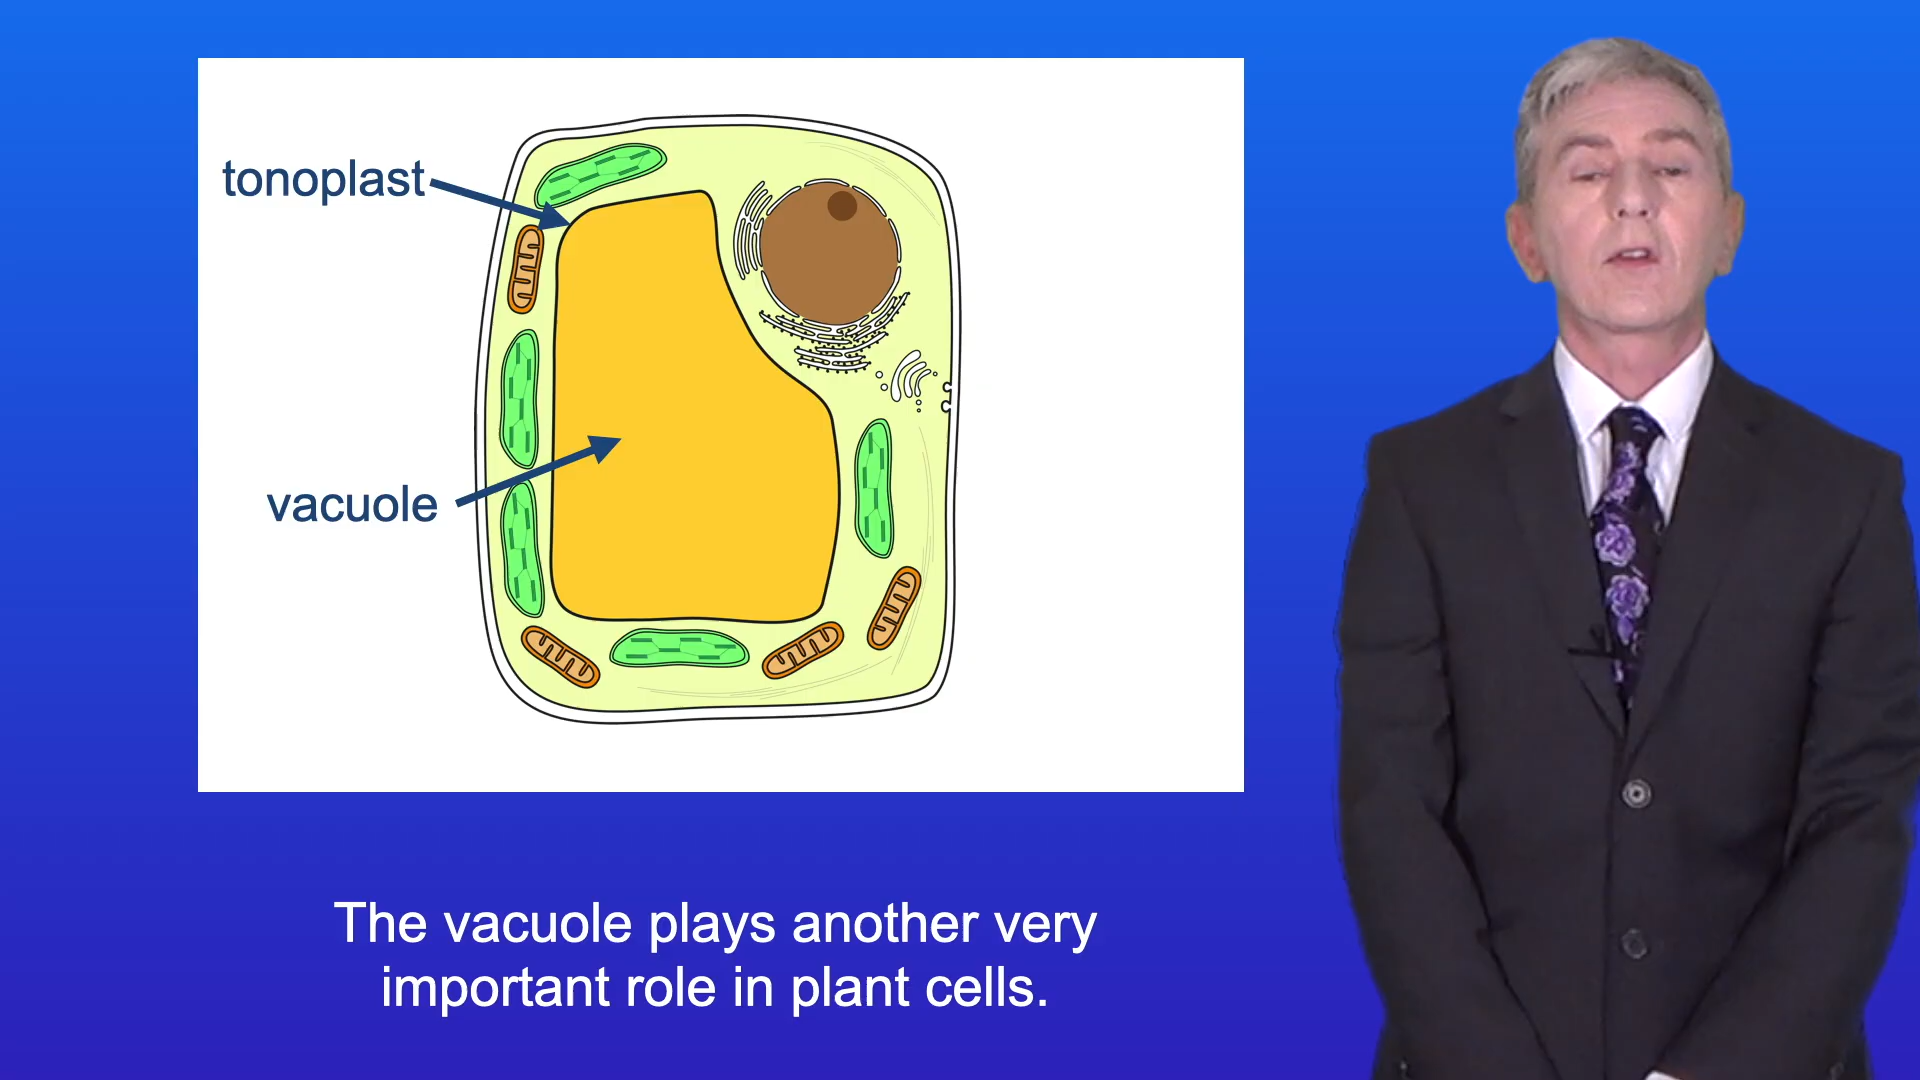 tonoplast
vacuole
The vacuole plays another very
important role in plant cells.